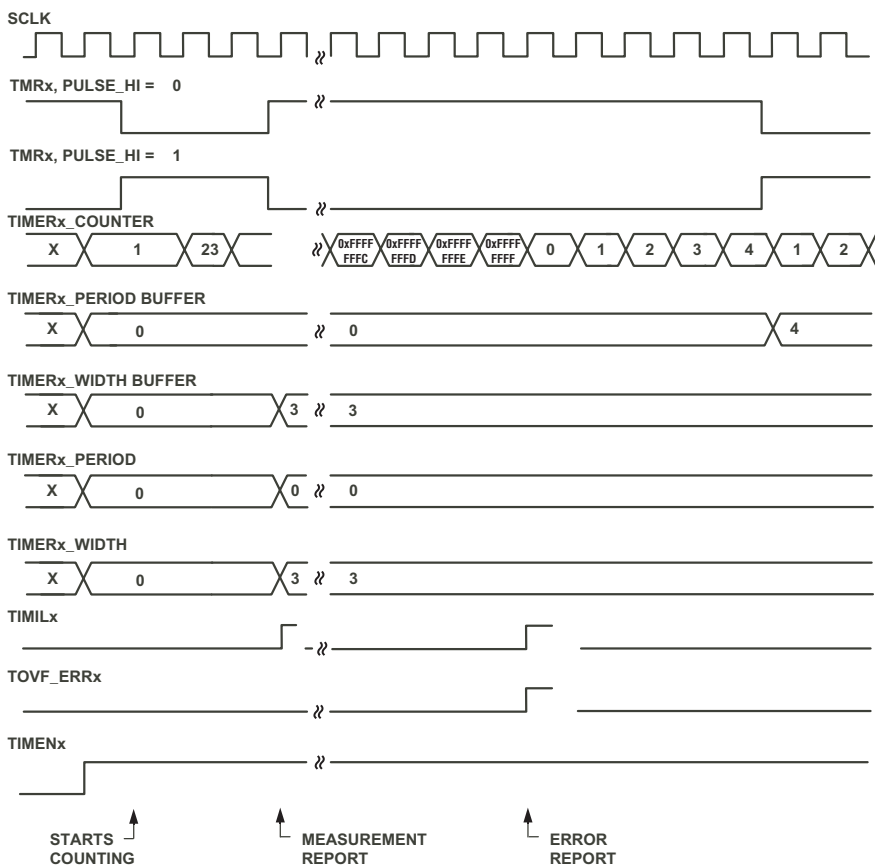 SCLK
TMRx, PULSE_HI = 0
TMRx, PULSE_HI = 1
TIMERx_COUNTER
X 1 23 0xFFFF FFFC 0xFFFF FFFD 0xFFFF FFFE 0xFFFF FFFF 0 1 2 3 4 1 2
TIMERx_PERIOD BUFFER
X 0 0 4
TIMERx_WIDTH BUFFER
X 0 3 3
TIMERx_PERIOD
X 0 0 0
TIMERx_WIDTH
X 0 3 3
TIMILx
TOVF_ERRx
TIMENx
STARTS
COUNTING
MEASUREMENT
REPORT
ERROR
REPORT